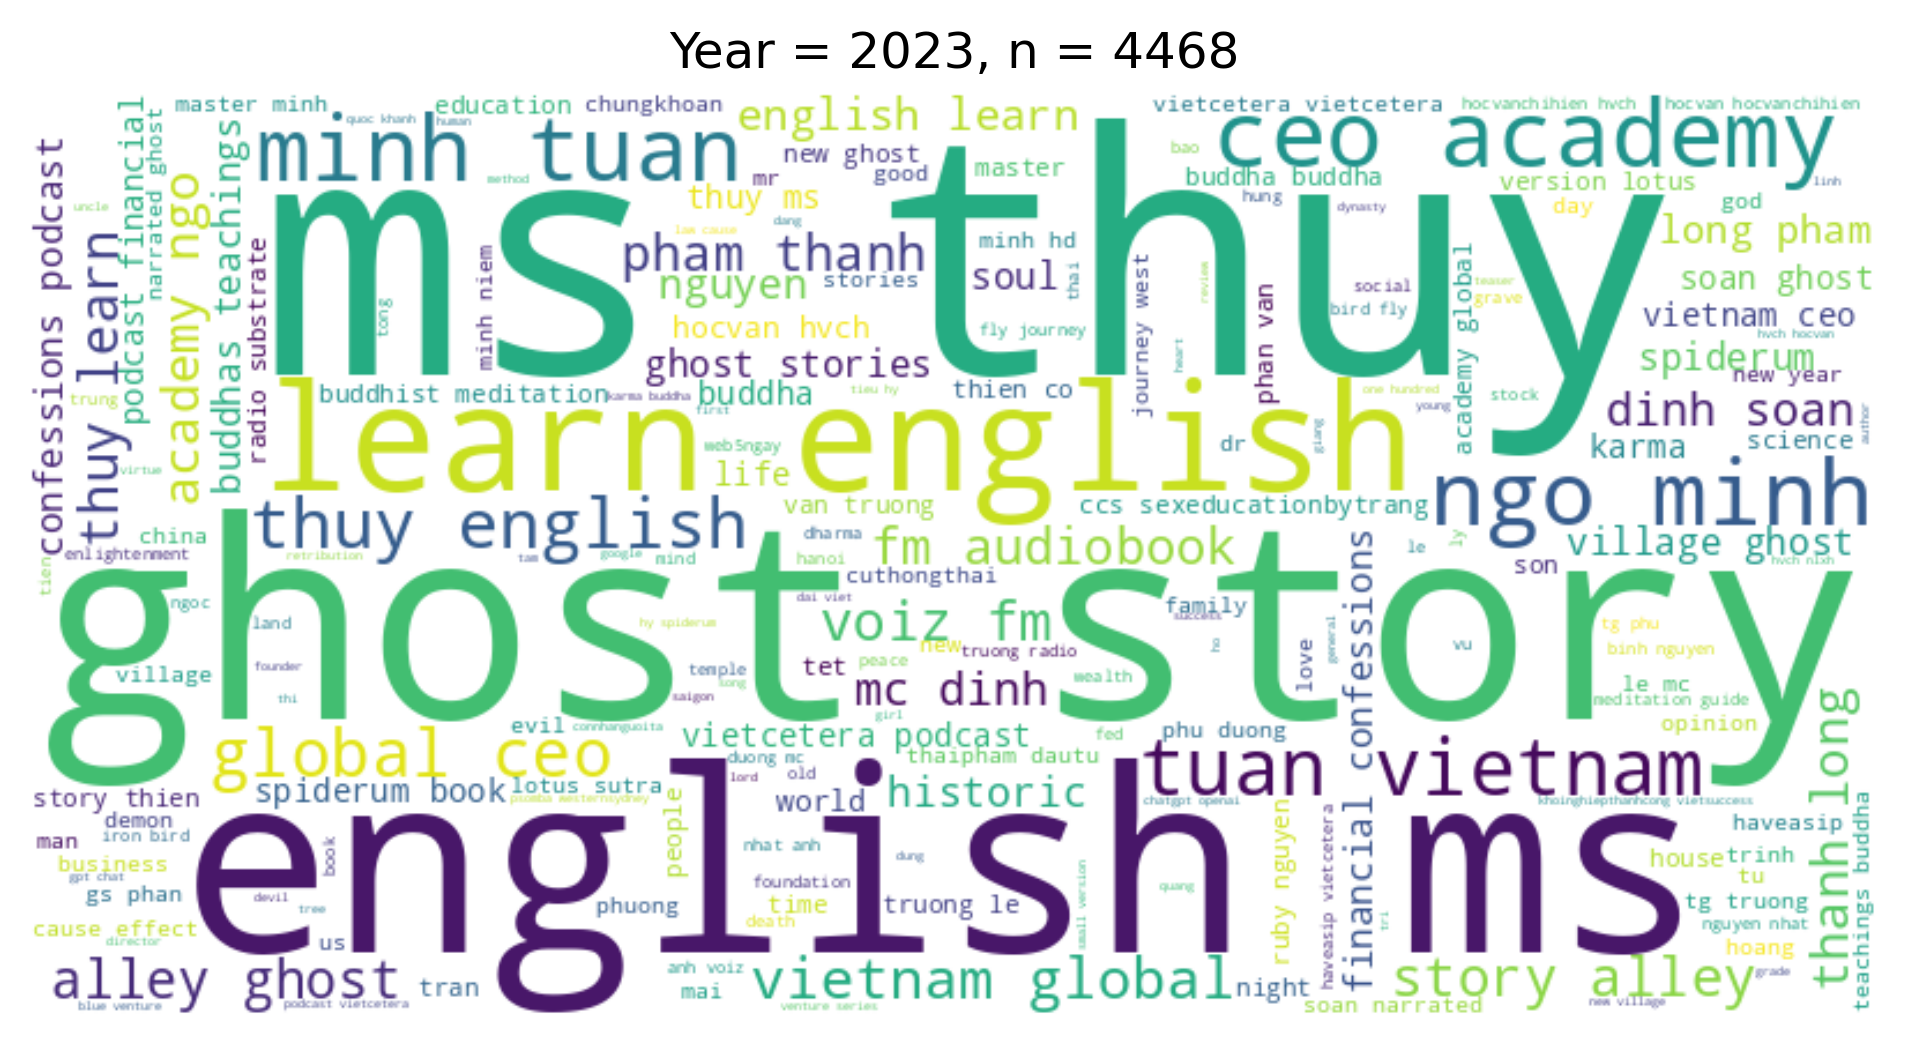 Year = 2023, n = 4468
master minh
quoc khanh
human
education
chungkhoan
english learn
vietcetera vietcetera
hocvanchihien hvch
hocvan hocvanchihien
minh tuan
new ghost
mr
good
master
bao
ceo academy
buddha buddha
version lotus
linh
confessions podcast
uncle
thuy learn
podcast financial
narrated ghost
academy ngo
buddhas teachings
radio substrate
method
thuy ms
dang
lam cause
hung
dynasty
day
god
long pham
ms thuy
tong
minh niem
pham thanh
nguyen
stories
minh hd
soul
thai
journey west
review
phan van
social
bird fly
academy global
teaser
grave
soan ghost
vietnam ceo
hvch hocvan
hocvan hvch
fly journey
heart
ghost stories
spiderum
new year
trung
virtue
buddhist meditation
karma buddha
buddha
first
tieu hy
thien co
one hundred
young
stock
dinh soan
author
learn english
web5ngay
life
dr
giang
karma
science
van truong
ccs sexeducationbytrang
ngo minh
china
enlightenment
tien
thuy english
retribution
tam
google
mind
dharma
hanoi
fm audiobook
le
ly
village ghost
hvch nlxh
son
ngoc
land
founder
thi
village
ghost story
cuthongthai
dai viet
hy spiderum
voiz fm
new
truong radio
temple
song
saigon
tet
peace
mc dinh
girl
wealth
family
success
ho
love
general
financial confessions
vu
tg phu
binh nguyen
le mc
meditation guide
opinion
thanh long
evil
connhanguoita
global ceo
vietcetera podcast
thaipham dautu
fed
phu duong
tuan vietnam
duong mc
lord
old
world
historic
spiderum book
lotus sutra
psomba westernsydney
people
story thien
demon
man
iron bird
business
gpt chat
gs phan
cause effect
director
book
devil
tree
us
english ms
phuong
nhat anh
foundation
time
death
dung
truong le
small version
chatgpt openai
quang
ruby nguyen
haveasip vietcetera
tri
khoinghiepthanhcong vietsuccess
haveasip
house
trinh
tu
tg truong
nguyen nhat
hoang
grade
teachings buddha
alley ghost
blue venture
podcast vietcetera
tran
anh voiz
mai
vietnam global
venture series
night
story alley
soan narrated
new village